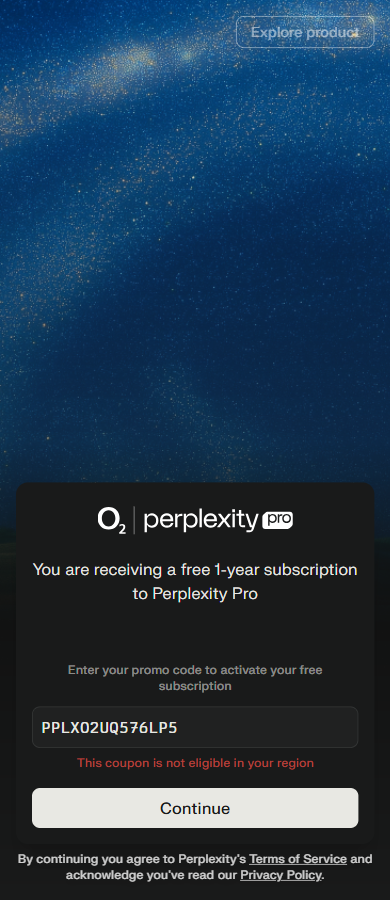 Explore product
O2 | perplexity pro
You are receiving a free 1-year subscription
to Perplexity Pro
Enter your promo code to activate your free
subscription
PPLXO2UQ576LP5
This coupon is not eligible in your region
Continue
By continuing you agree to Perplexity's Terms of Service and
acknowledge you've read our Privacy Policy.